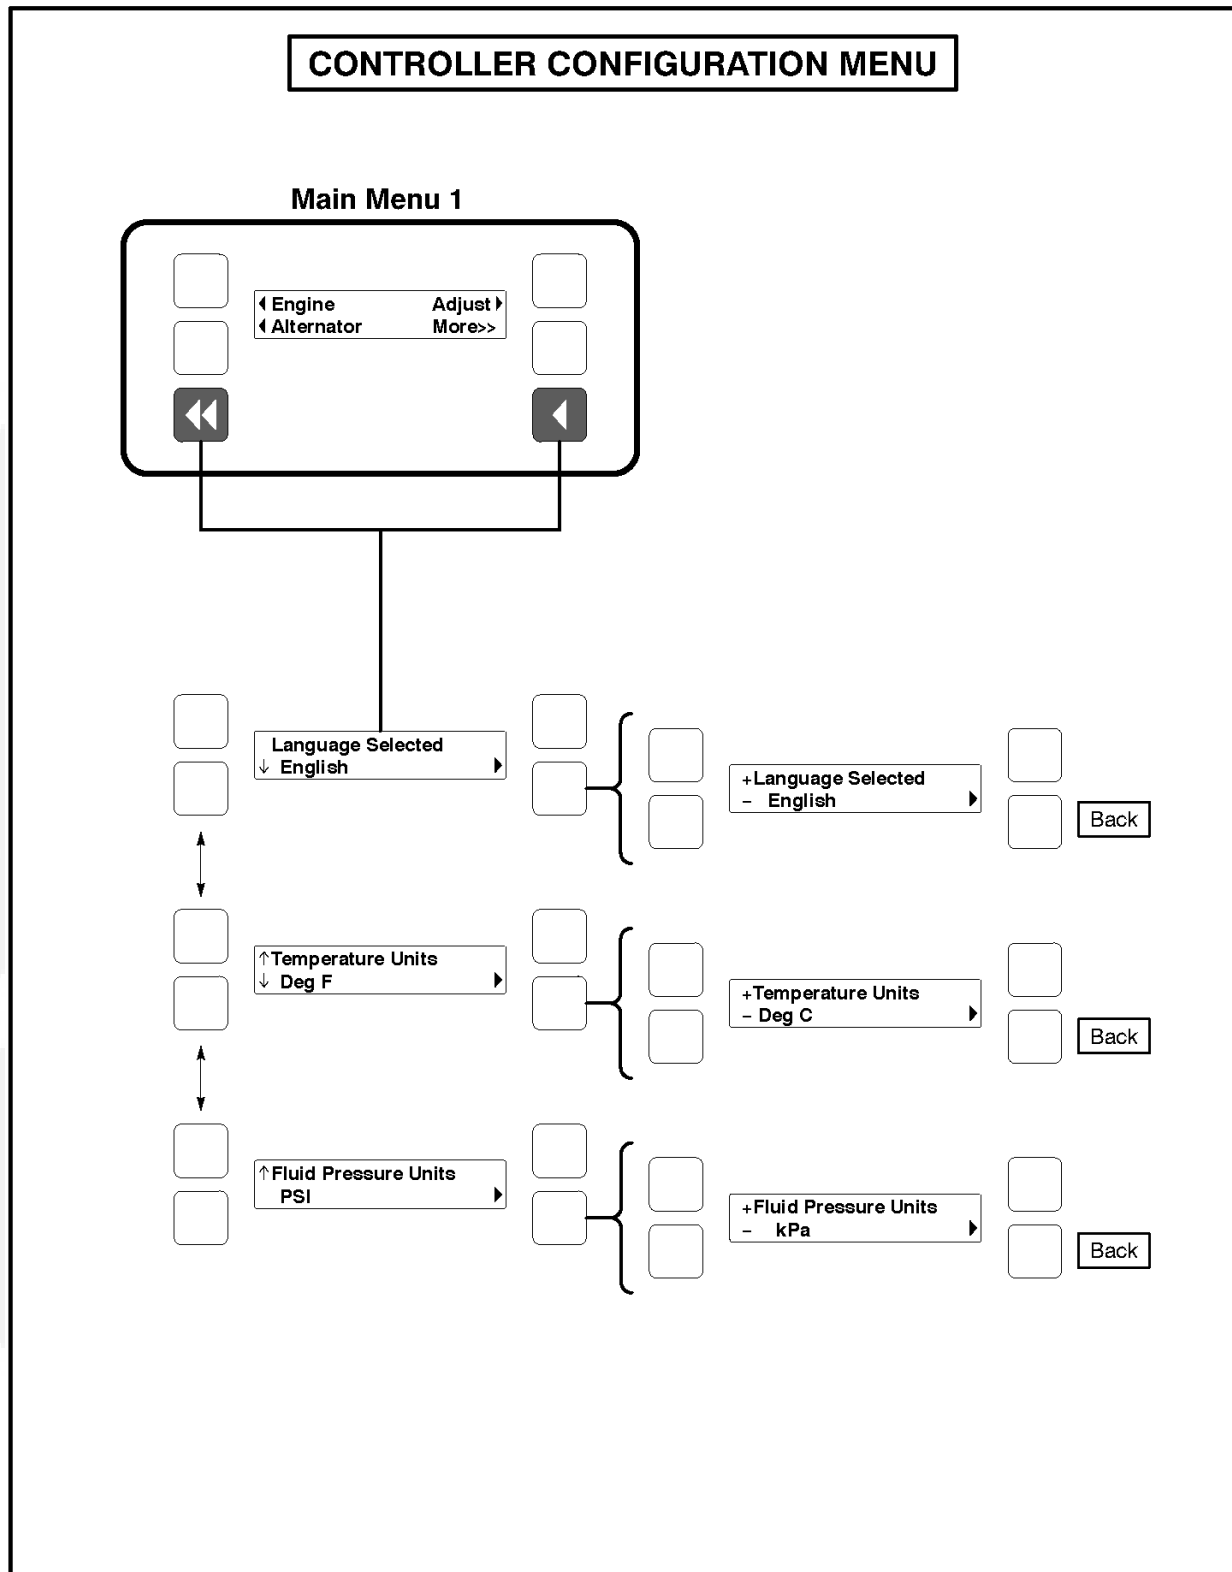 CONTROLLER CONFIGURATION MENU
Main Menu 1
Engine Adjust
Alternator More>>
Language Selected
↓ English
+Language Selected
– English
Back
↑Temperature Units
↓ Deg F
+Temperature Units
– Deg C
Back
↑Fluid Pressure Units
PSI
+Fluid Pressure Units
– kPa
Back